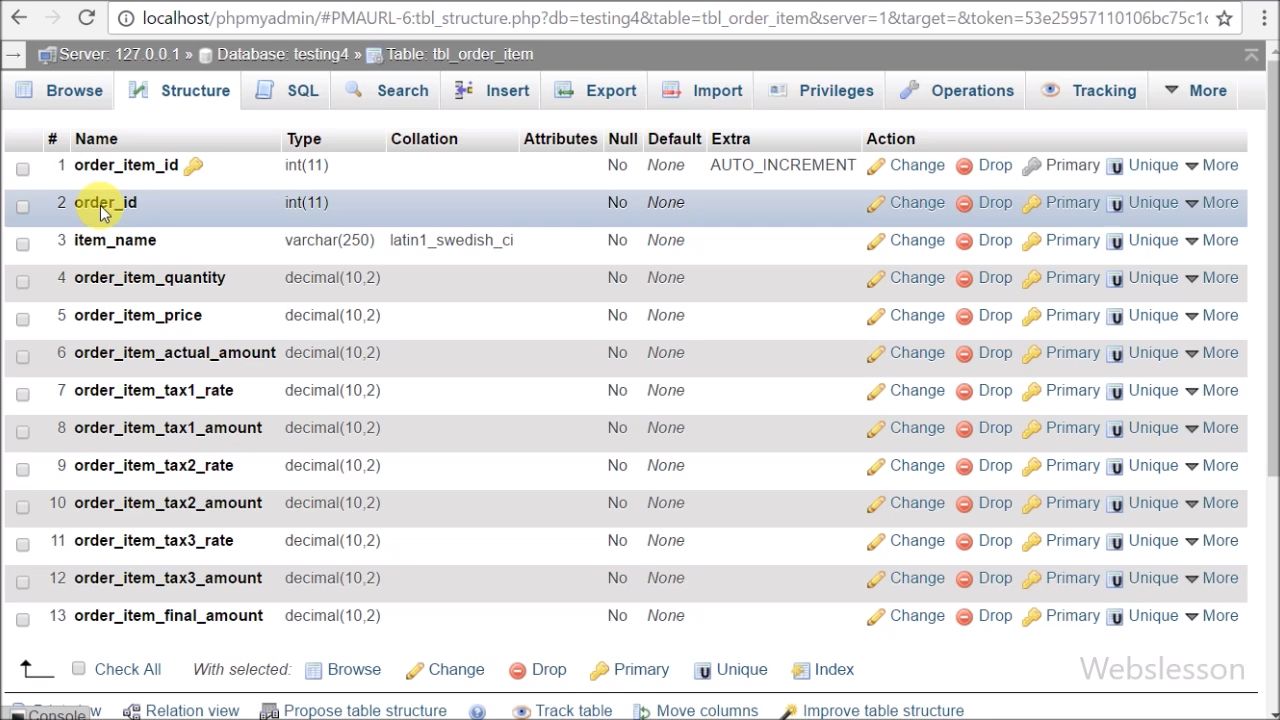 localhost/phpmyadmin/#PMAURL-6:tbl_structure.php?db=testing4&table=tbl_order_item&server=1&target=&token=53e25957110106bc75c1
Server: 127.0.0.1 » Database: testing4 » Table: tbl_order_item
Browse Structure SQL Search Insert Export Import Privileges Operations Tracking More
# Name Type Collation Attributes Null Default Extra Action
1 order_item_id int(11) No None AUTO_INCREMENT Change Drop Primary Unique More
2 order_id int(11) No None Change Drop Primary Unique More
3 item_name varchar(250) latin1_swedish_ci No None Change Drop Primary Unique More
4 order_item_quantity decimal(10,2) No None Change Drop Primary Unique More
5 order_item_price decimal(10,2) No None Change Drop Primary Unique More
6 order_item_actual_amount decimal(10,2) No None Change Drop Primary Unique More
7 order_item_tax1_rate decimal(10,2) No None Change Drop Primary Unique More
8 order_item_tax1_amount decimal(10,2) No None Change Drop Primary Unique More
9 order_item_tax2_rate decimal(10,2) No None Change Drop Primary Unique More
10 order_item_tax2_amount decimal(10,2) No None Change Drop Primary Unique More
11 order_item_tax3_rate decimal(10,2) No None Change Drop Primary Unique More
12 order_item_tax3_amount decimal(10,2) No None Change Drop Primary Unique More
13 order_item_final_amount decimal(10,2) No None Change Drop Primary Unique More
Check All With selected: Browse Change Drop Primary Unique Index
Webslesson
Relation view Propose table structure Track table Move columns Improve table structure
Console